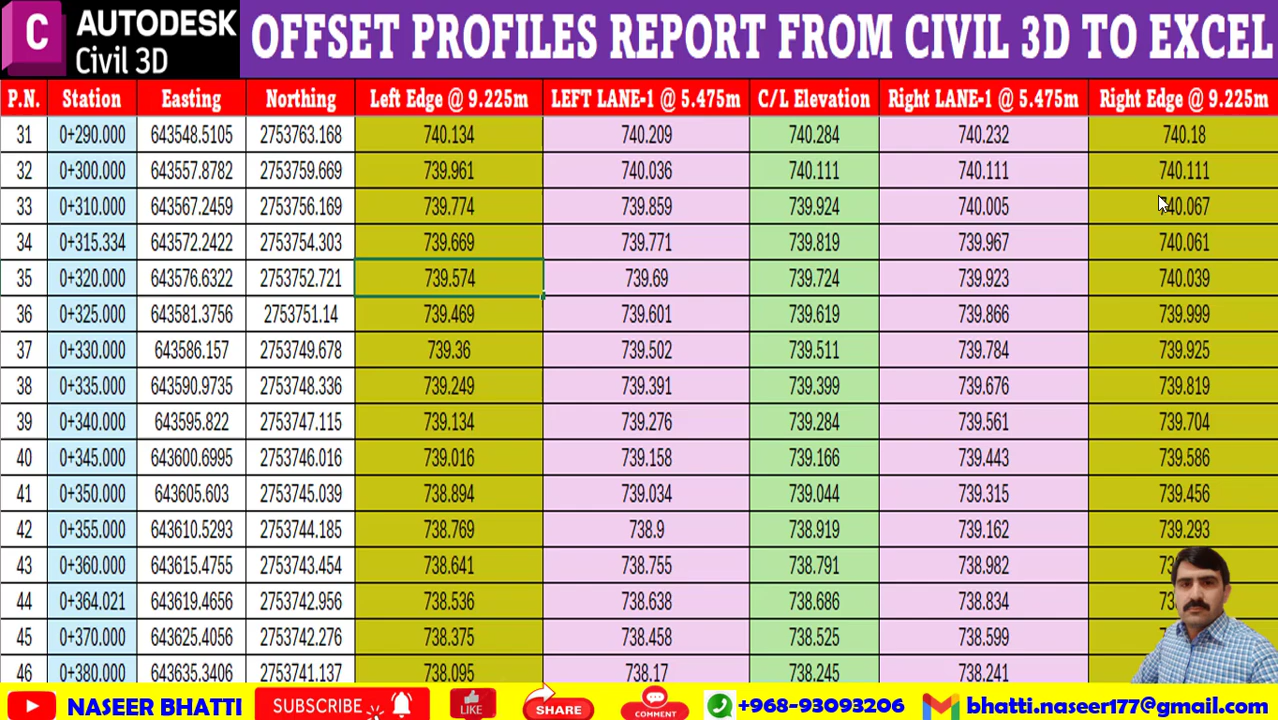 C AUTODESK
Civil 3D
OFFSET PROFILES REPORT FROM CIVIL 3D TO EXCEL
P.N. Station Easting Northing Left Edge @ 9.225m LEFT LANE-1 @ 5.475m C/L Elevation Right LANE-1 @ 5.475m Right Edge @ 9.225m
31 0+290.000 643548.5105 2753763.168 740.134 740.209 740.284 740.232 740.18
32 0+300.000 643557.8782 2753759.669 739.961 740.036 740.111 740.111 740.111
33 0+310.000 643567.2459 2753756.169 739.774 739.859 739.924 740.005 740.067
34 0+315.334 643572.2422 2753754.303 739.669 739.771 739.819 739.967 740.061
35 0+320.000 643576.6322 2753752.721 739.574 739.69 739.724 739.923 740.039
36 0+325.000 643581.3756 2753751.14 739.469 739.601 739.619 739.866 739.999
37 0+330.000 643586.157 2753749.678 739.36 739.502 739.511 739.784 739.925
38 0+335.000 643590.9735 2753748.336 739.249 739.391 739.399 739.676 739.819
39 0+340.000 643595.822 2753747.115 739.134 739.276 739.284 739.561 739.704
40 0+345.000 643600.6995 2753746.016 739.016 739.158 739.166 739.443 739.586
41 0+350.000 643605.603 2753745.039 738.894 739.034 739.044 739.315 739.456
42 0+355.000 643610.5293 2753744.185 738.769 738.9 738.919 739.162 739.293
43 0+360.000 643615.4755 2753743.454 738.641 738.755 738.791 738.982
44 0+364.021 643619.4656 2753742.956 738.536 738.638 738.686 738.834
45 0+370.000 643625.4056 2753742.276 738.375 738.458 738.525 738.599
46 0+380.000 643635.3406 2753741.137 738.095 738.17 738.245 738.241
NASEER BHATTI SUBSCRIBE LIKE SHARE COMMENT +968-93093206 bhatti.naseer177@gmail.com